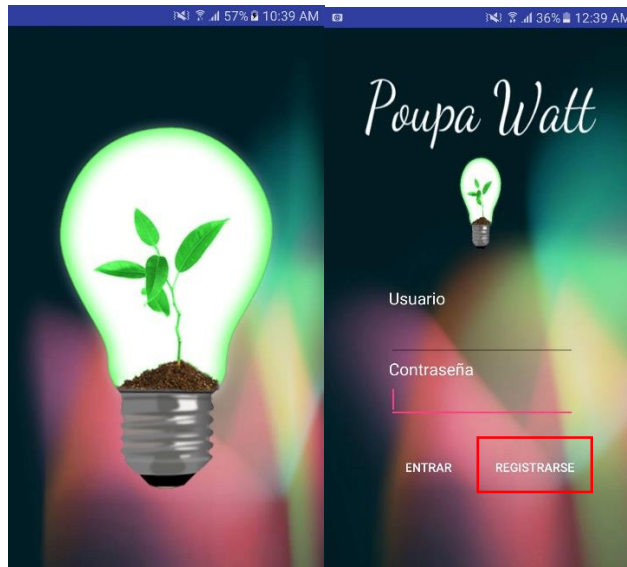 57% 10:39 AM
36% 12:39 AM
Poupa Watt
Usuario
Contraseña
ENTRAR
REGISTRARSE